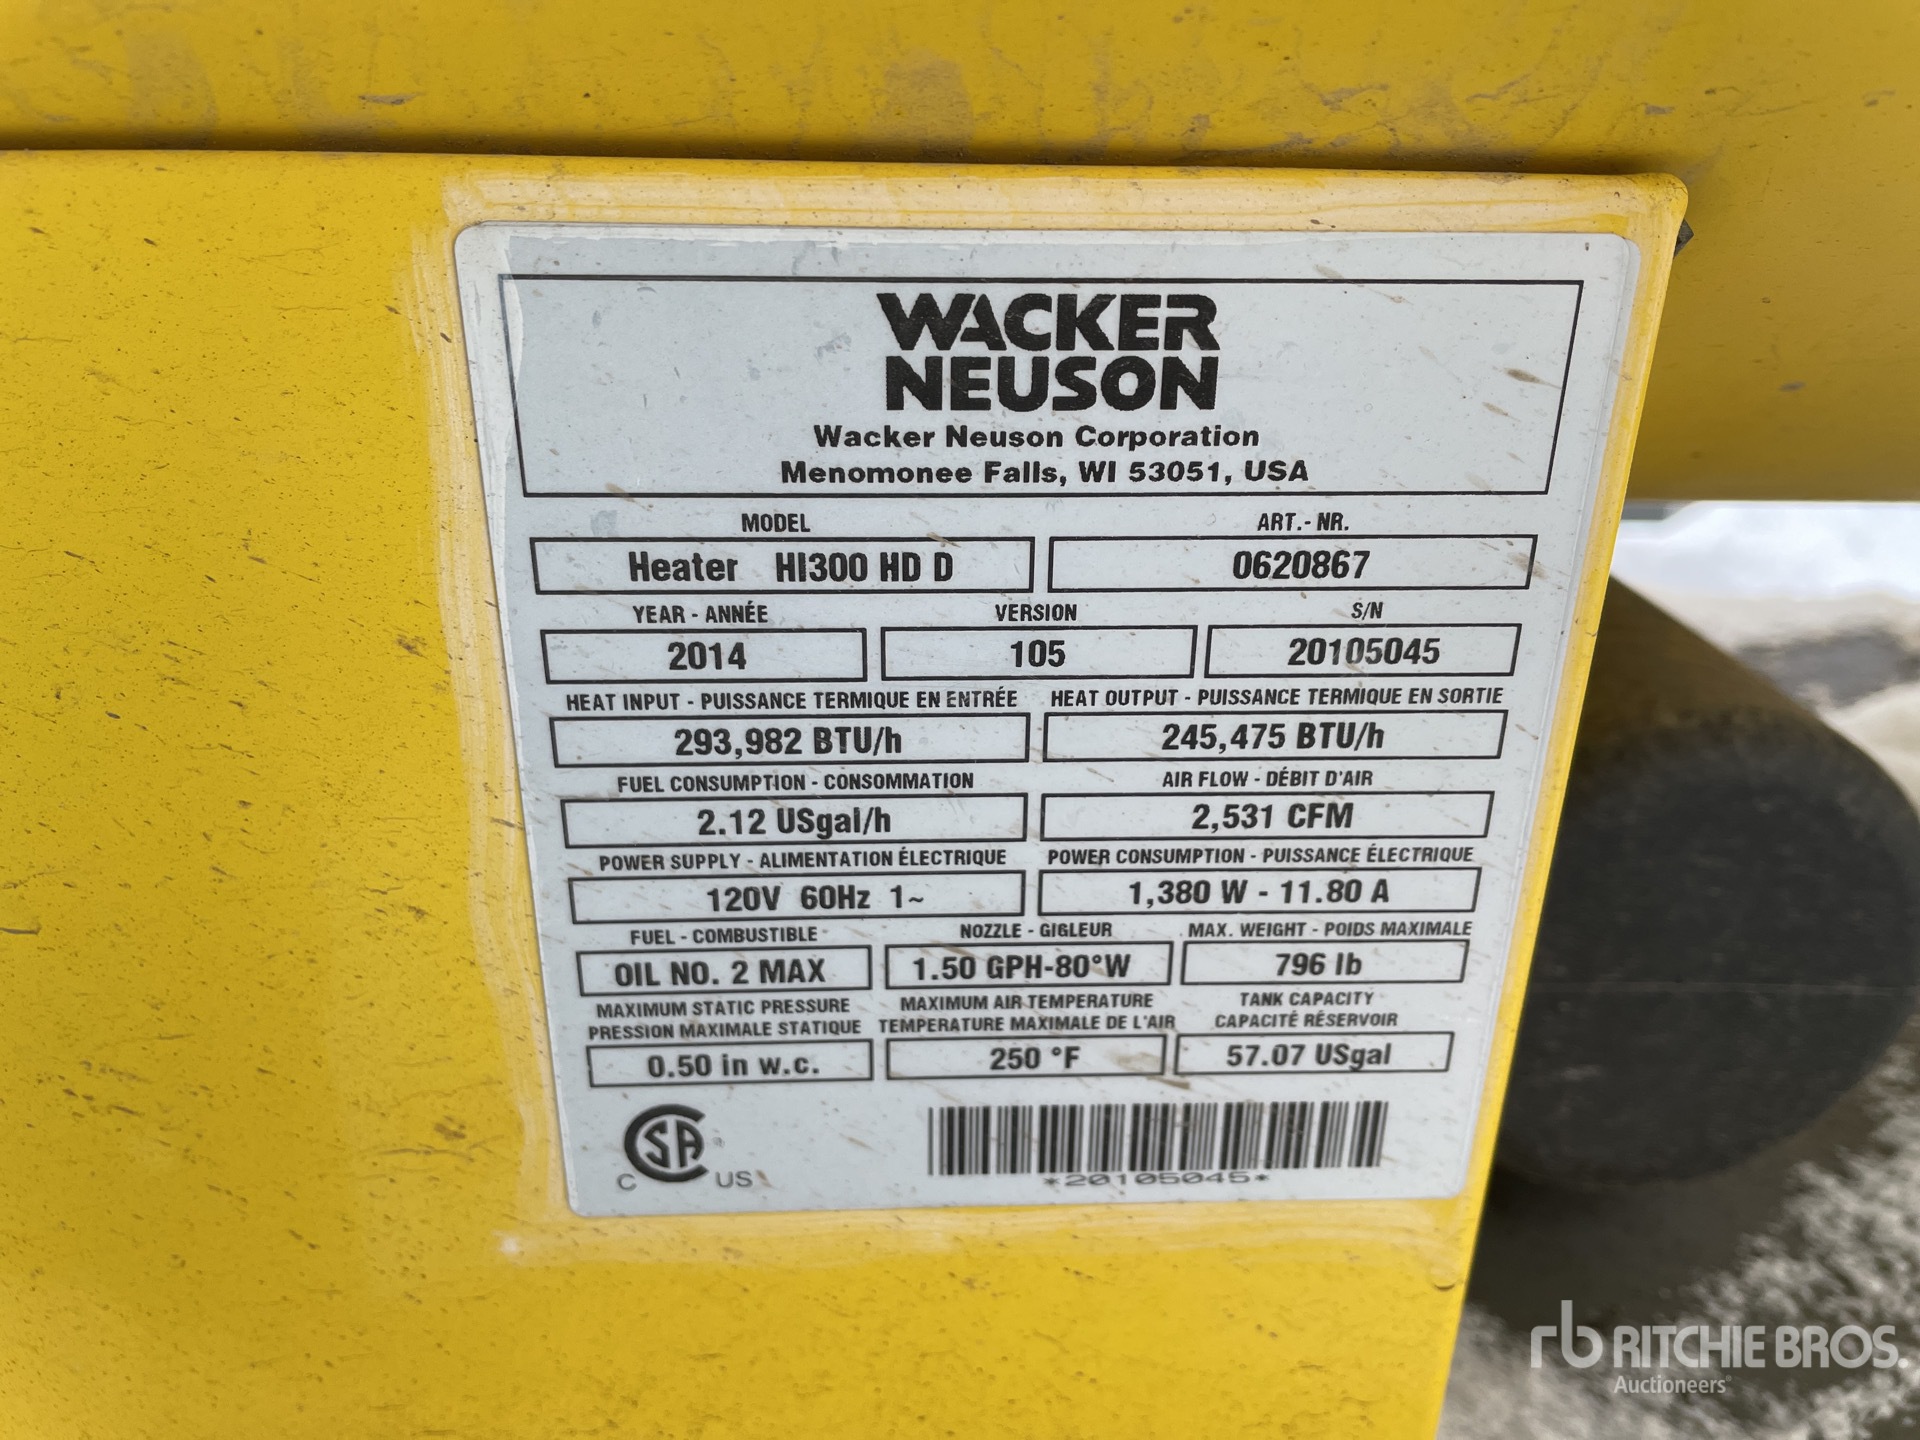 WACKER
NEUSON
Wacker Neuson Corporation
Menomonee Falls, WI 53051, USA
MODEL ART.- NR.
Heater HI300 HD D 0620867
YEAR - ANNÉE VERSION S/N
2014 105 20105045
HEAT INPUT - PUISSANCE TERMIQUE EN ENTRÉE HEAT OUTPUT - PUISSANCE TERMIQUE EN SORTIE
293,982 BTU/h 245,475 BTU/h
FUEL CONSUMPTION - CONSOMMATION AIR FLOW - DÉBIT D'AIR
2.12 USgal/h 2,531 CFM
POWER SUPPLY - ALIMENTATION ÉLECTRIQUE POWER CONSUMPTION - PUISSANCE ÉLECTRIQUE
120V 60Hz 1~ 1,380 W - 11.80 A
FUEL - COMBUSTIBLE NOZZLE - GIGLEUR MAX. WEIGHT - POIDS MAXIMALE
OIL NO. 2 MAX 1.50 GPH-80°W 796 lb
MAXIMUM STATIC PRESSURE MAXIMUM AIR TEMPERATURE TANK CAPACITY
PRESSION MAXIMALE STATIQUE TEMPERATURE MAXIMALE DE L'AIR CAPACITÉ RÉSERVOIR
0.50 in w.c. 250 °F 57.07 USgal
CSA ®
C US
*20105045*
rb RITCHIE BROS.
Auctioneers